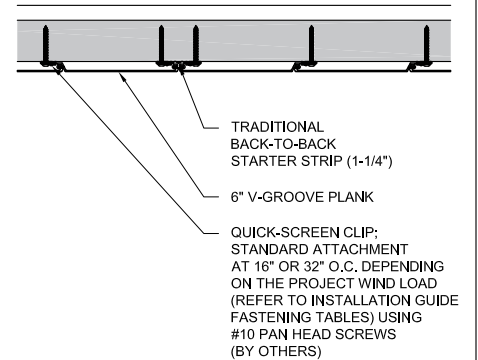 TRADITIONAL
BACK-TO-BACK
STARTER STRIP (1-1/4")
6" V-GROOVE PLANK
QUICK-SCREEN CLIP;
STANDARD ATTACHMENT
AT 16" OR 32" O.C. DEPENDING
ON THE PROJECT WIND LOAD
(REFER TO INSTALLATION GUIDE
FASTENING TABLES) USING
#10 PAN HEAD SCREWS
(BY OTHERS)